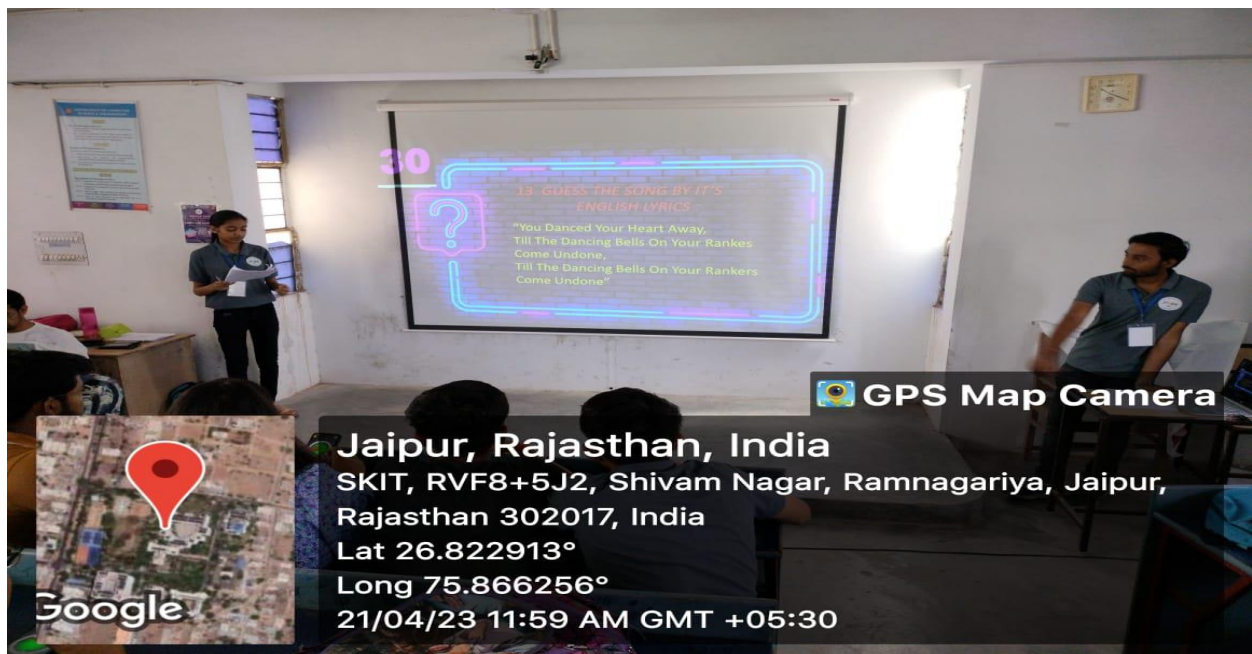 30
13. GUESS THE SONG BY IT'S
ENGLISH LYRICS
"You Danced Your Heart Away,
Till The Dancing Bells On Your Rankes
Come Undone,
Till The Dancing Bells On Your Rankers
Come Undone"
GPS Map Camera
Jaipur, Rajasthan, India
SKIT, RVF8+5J2, Shivam Nagar, Ramnagariya, Jaipur,
Rajasthan 302017, India
Lat 26.822913°
Long 75.866256°
21/04/23 11:59 AM GMT +05:30
Google